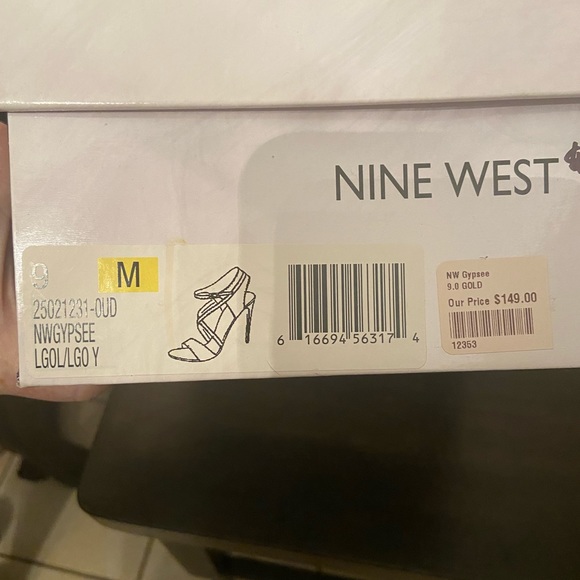 NINE WEST
9 M
25021231-0UD
NWGYPSEE
LGOL/LGO Y
6 16694 56317 4
NW Gypsee
9.0 GOLD
Our Price $149.00
12353